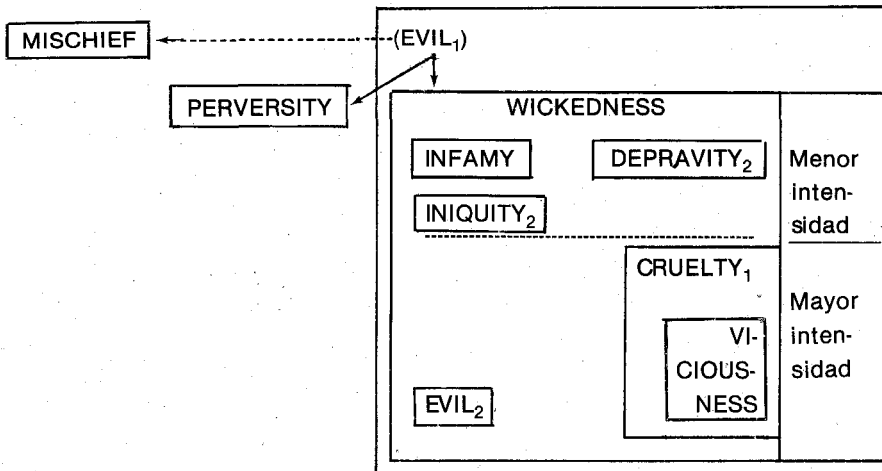 MISCHIEF
(EVIL₁)
PERVERSITY
WICKEDNESS
INFAMY
DEPRAVITY₂
INIQUITY₂
Menor
inten-
sidad
CRUELTY₁
VI-
CIOUS-
NESS
EVIL₂
Mayor
inten-
sidad